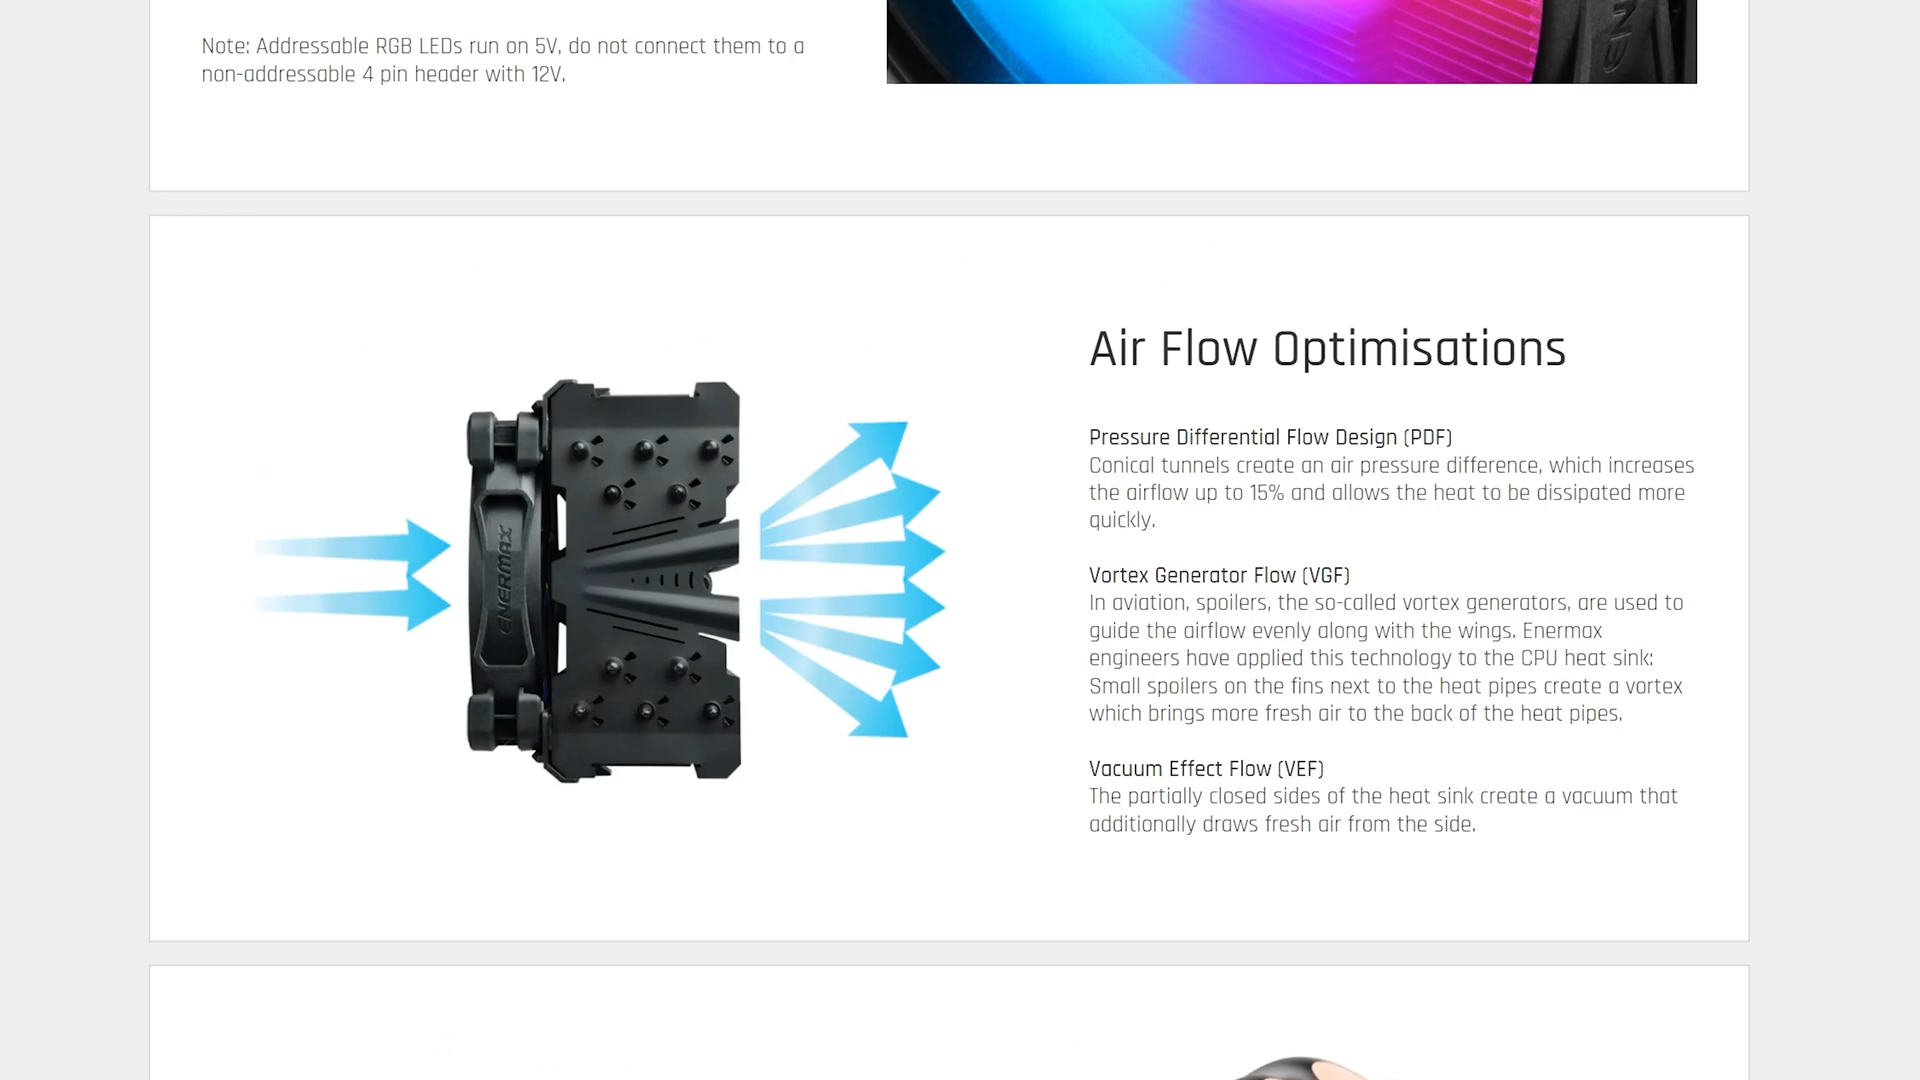 Note: Addressable RGB LEDs run on 5V, do not connect them to a
non-addressable 4 pin header with 12V.
EN
Air Flow Optimisations
Pressure Differential Flow Design (PDF)
Conical tunnels create an air pressure difference, which increases
the airflow up to 15% and allows the heat to be dissipated more
quickly.
Vortex Generator Flow (VGF)
In aviation, spoilers, the so-called vortex generators, are used to
guide the airflow evenly along with the wings. Enermax
engineers have applied this technology to the CPU heat sink:
Small spoilers on the fins next to the heat pipes create a vortex
which brings more fresh air to the back of the heat pipes.
Vacuum Effect Flow (VEF)
The partially closed sides of the heat sink create a vacuum that
additionally draws fresh air from the side.
ENERMAX